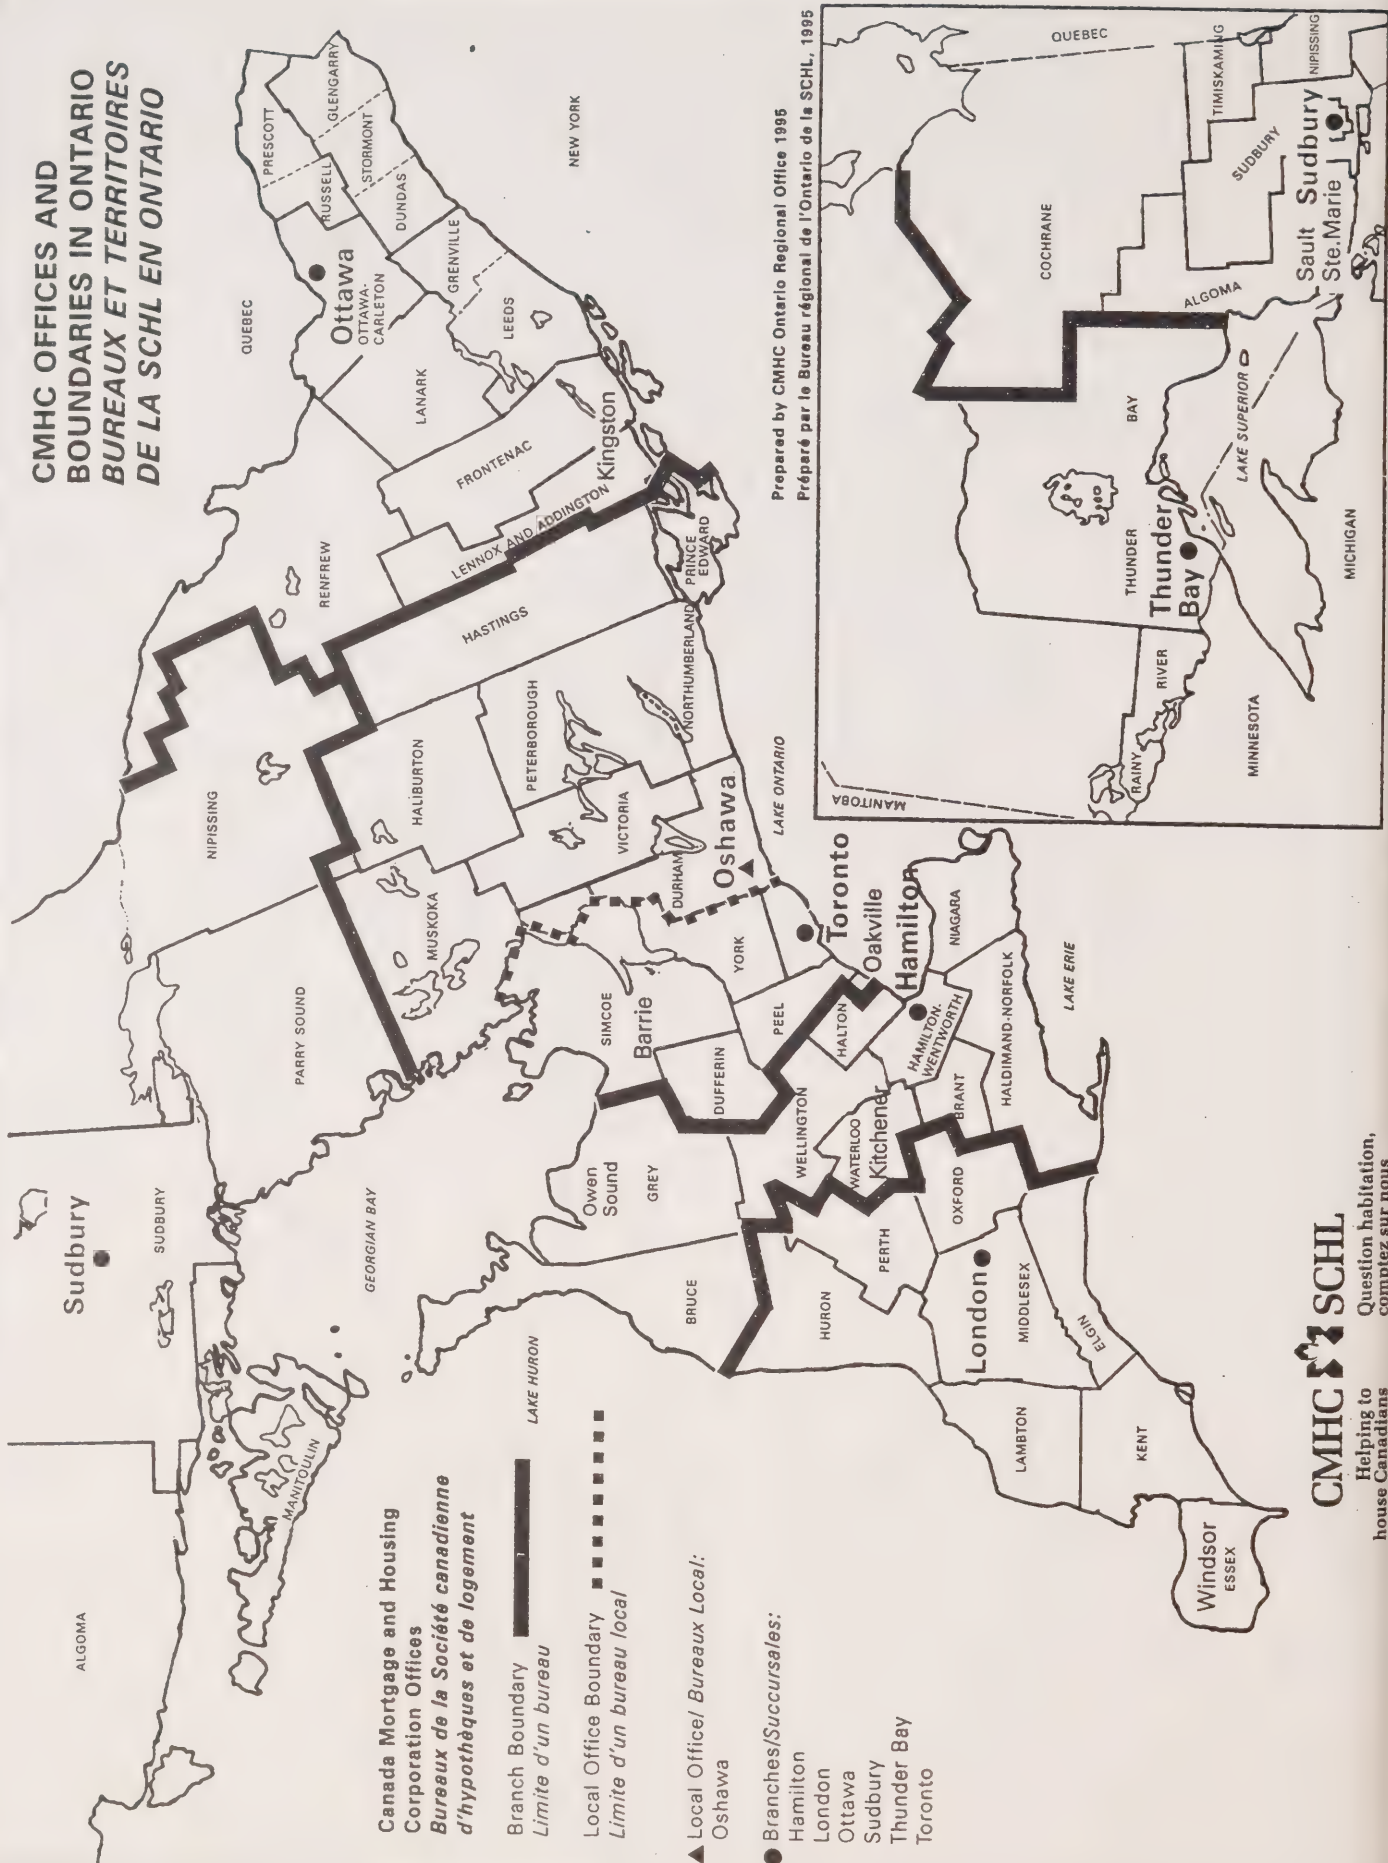 CMHC OFFICES AND
BOUNDARIES IN ONTARIO
BUREAUX ET TERRITOIRES
DE LA SCHL EN ONTARIO
QUEBEC
PRESCOTT
GLENGARRY
RUSSELL
STORMONT
DUNDAS
Ottawa
OTTAWA-
CARLETON
GRENVILLE
LEEDS
LANARK
NEW YORK
FRONTENAC
Kingston
LENNOX AND ADDINGTON
RENFREW
PRINCE
EDWARD
HASTINGS
NORTHUMBERLAND
PETERBOROUGH
HALIBURTON
NIPISSING
VICTORIA
DURHAM
Oshawa
LAKE ONTARIO
MUSKOKA
PARRY SOUND
SIMCOE
Barrie
YORK
Toronto
PEEL
Oakville
HALTON
Hamilton
HAMILTON-
WENTWORTH
NIAGARA
HALDIMAND-NORFOLK
LAKE ERIE
DUFFERIN
WELLINGTON
WATERLOO
Kitchener
BRANT
Owen
Sound
GREY
OXFORD
PERTH
BRUCE
HURON
London
MIDDLESEX
ELGIN
LAMBTON
KENT
Windsor
ESSEX
Sudbury
SUDBURY
GEORGIAN BAY
LAKE HURON
MANITOULIN
ALGOMA
Canada Mortgage and Housing
Corporation Offices
Bureaux de la Société canadienne
d'hypothèques et de logement
Branch Boundary
Limite d'un bureau
Local Office Boundary
Limite d'un bureau local
▲ Local Office/ Bureaux Local:
Oshawa
● Branches/Succursales:
Hamilton
London
Ottawa
Sudbury
Thunder Bay
Toronto
Prepared by CMHC Ontario Regional Office 1995
Préparé par le Bureau régional de l'Ontario de la SCHL, 1995
QUEBEC
TIMISKAMING
NIPISSING
SUDBURY
Sudbury
Sault
Ste.Marie
COCHRANE
ALGOMA
THUNDER BAY
LAKE SUPERIOR
Thunder
Bay
MICHIGAN
RAINY RIVER
MINNESOTA
MANITOBA
CMHC SCHL
Helping to
house Canadians
Question habitation,
comptez sur nous